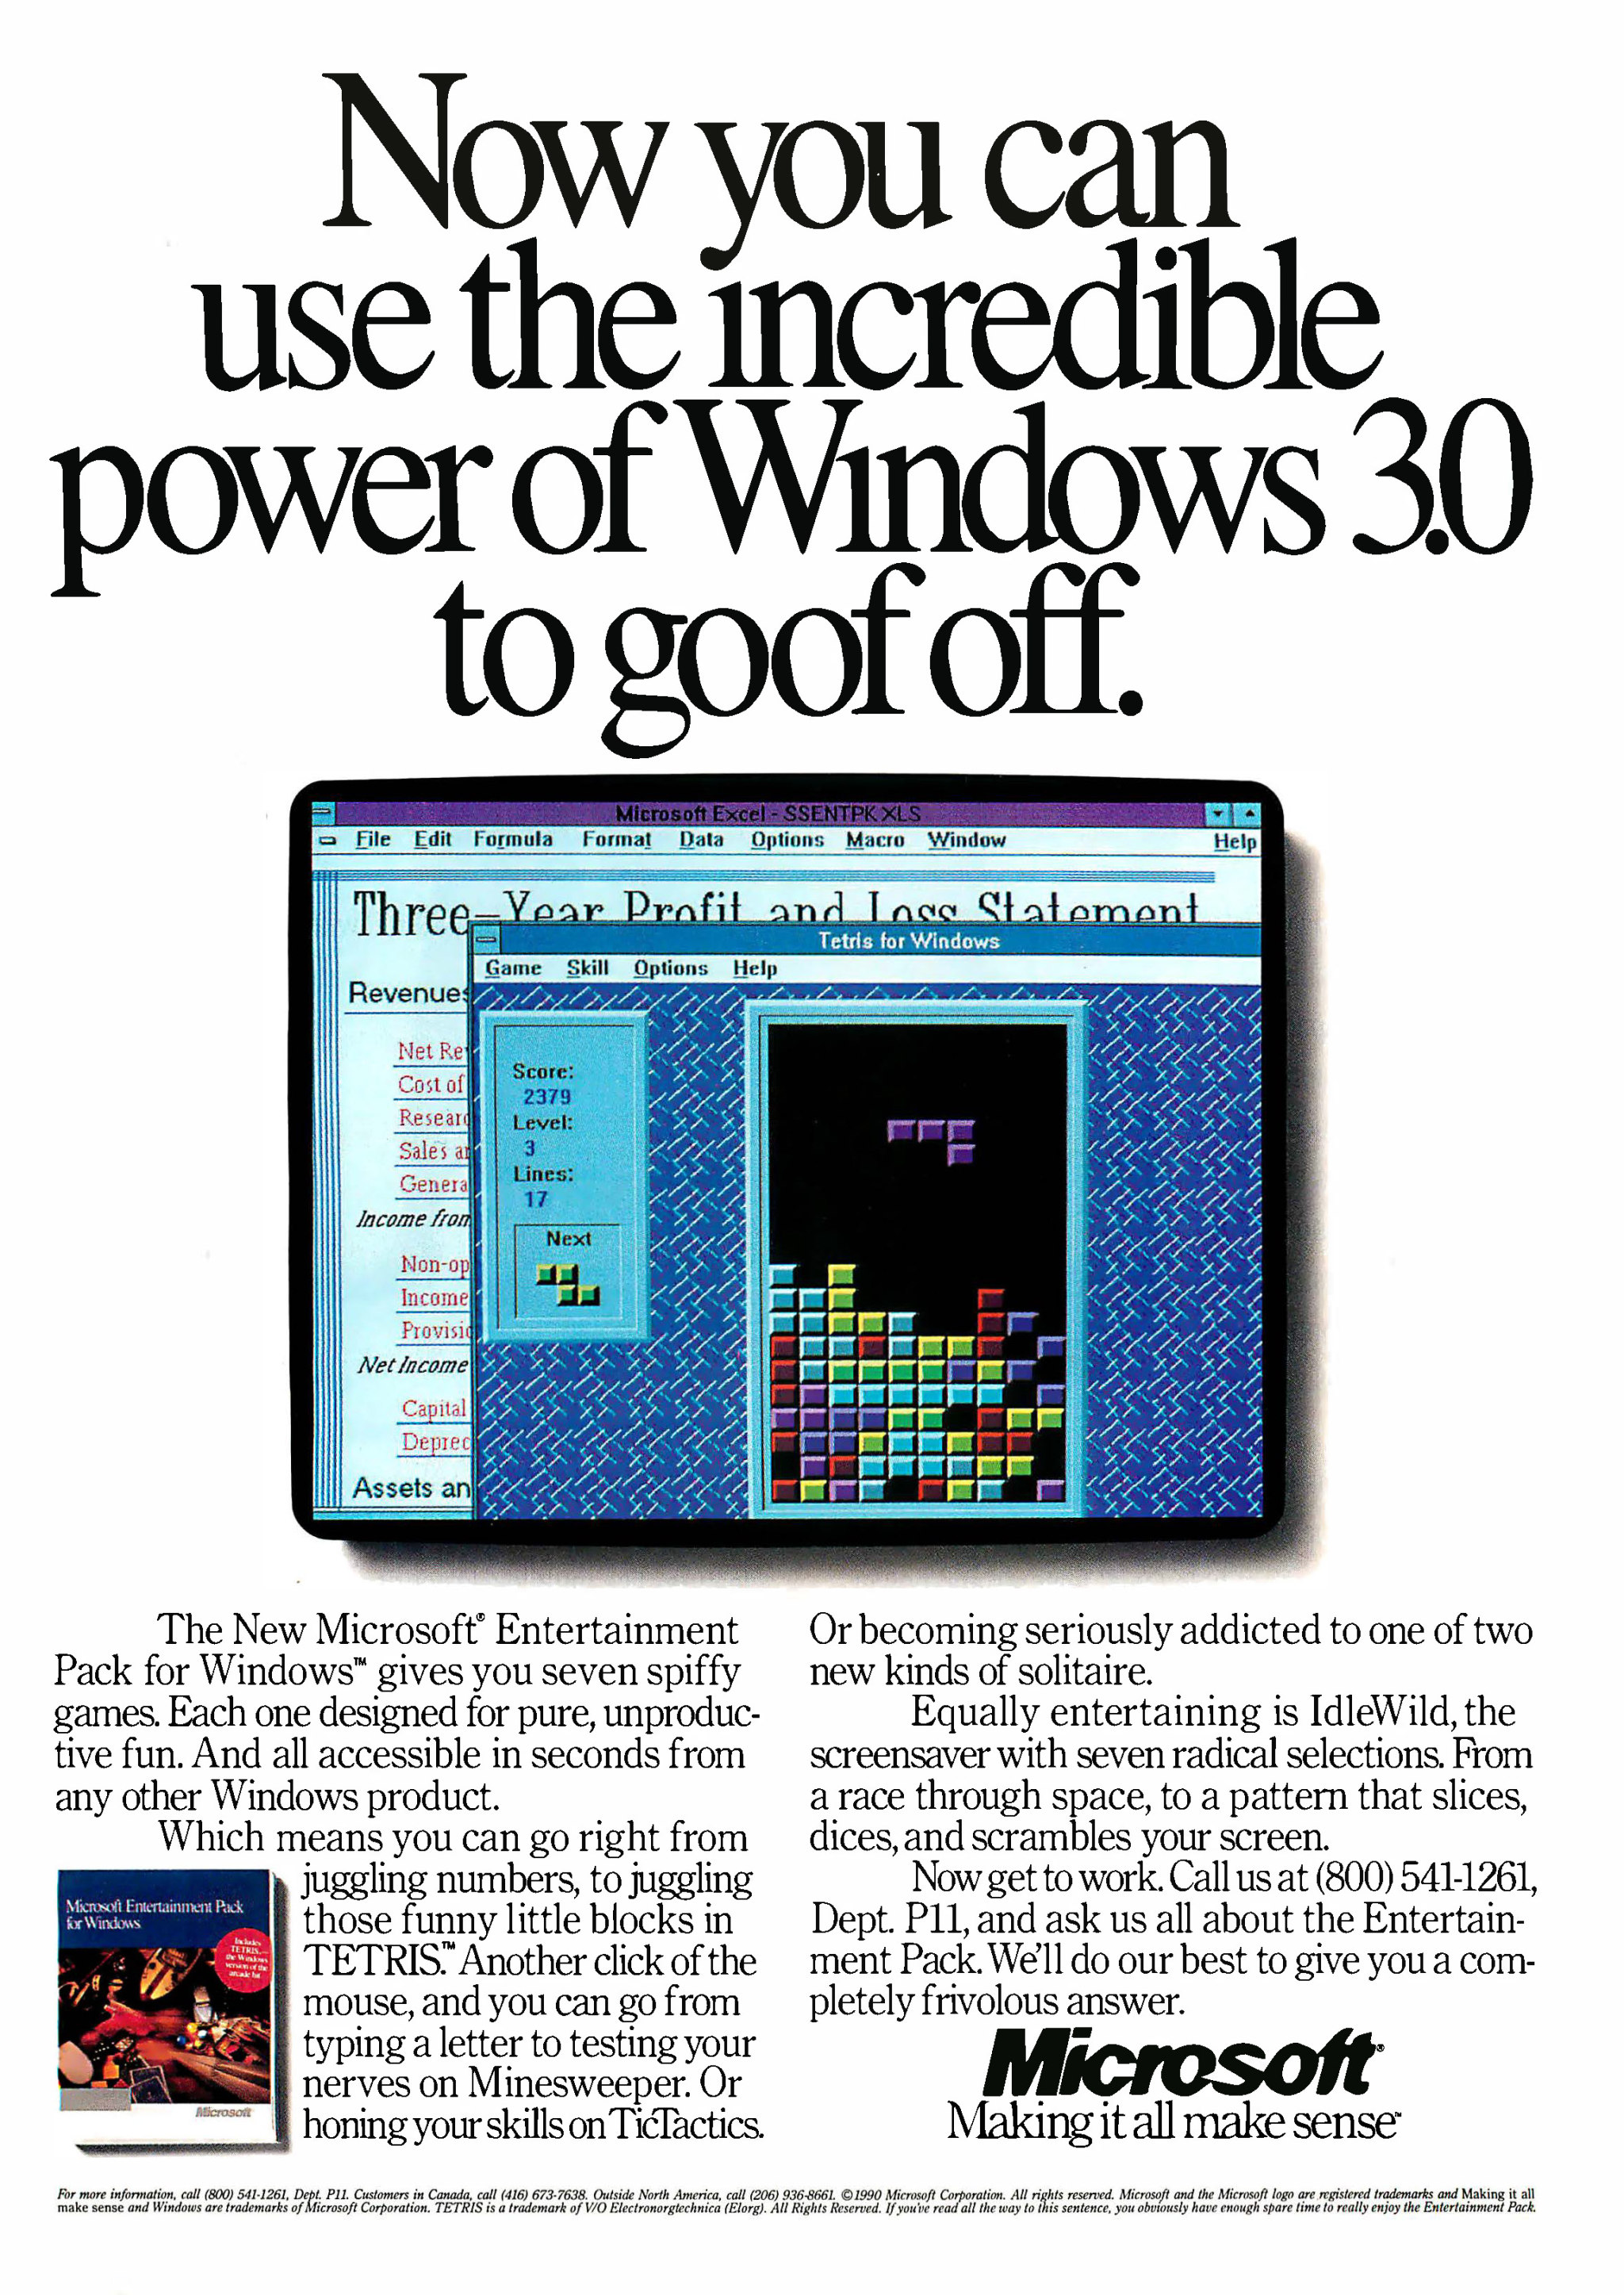 Now you can
use the incredible
power of Windows 3.0
to goof off.
Microsoft Excel - SSENTPK.XLS
File Edit Formula Format Data Options Macro Window Help
Three-Year Profit and Loss Statement
Tetris for Windows
Game Skill Options Help
Revenues
Net Re
Cost of
Researc
Sales a
Genera
Income from
Non-op
Income
Provisio
Net Income
Capital
Deprec
Assets an
Score:
2379
Level:
3
Lines:
17
Next
The New Microsoft® Entertainment
Pack for Windows™ gives you seven spiffy
games. Each one designed for pure, unproduc-
tive fun. And all accessible in seconds from
any other Windows product.
Which means you can go right from
juggling numbers, to juggling
those funny little blocks in
TETRIS.™ Another click of the
mouse, and you can go from
typing a letter to testing your
nerves on Minesweeper. Or
honing your skills on TicTactics.
Microsoft Entertainment Pack
for Windows
Includes
TETRIS,—
the Windows
version of the
arcade hit
Microsoft
Or becoming seriously addicted to one of two
new kinds of solitaire.
Equally entertaining is IdleWild, the
screensaver with seven radical selections. From
a race through space, to a pattern that slices,
dices, and scrambles your screen.
Now get to work. Call us at (800) 541-1261,
Dept. P11, and ask us all about the Entertain-
ment Pack. We'll do our best to give you a com-
pletely frivolous answer.
Microsoft®
Making it all make sense™
For more information, call (800) 541-1261, Dept. P11. Customers in Canada, call (416) 673-7638. Outside North America, call (206) 936-8661. ©1990 Microsoft Corporation. All rights reserved. Microsoft and the Microsoft logo are registered trademarks and Making it all
make sense and Windows are trademarks of Microsoft Corporation. TETRIS is a trademark of V/O Electronorgtechnica (Elorg). All Rights Reserved. If you've read all the way to this sentence, you obviously have enough spare time to really enjoy the Entertainment Pack.